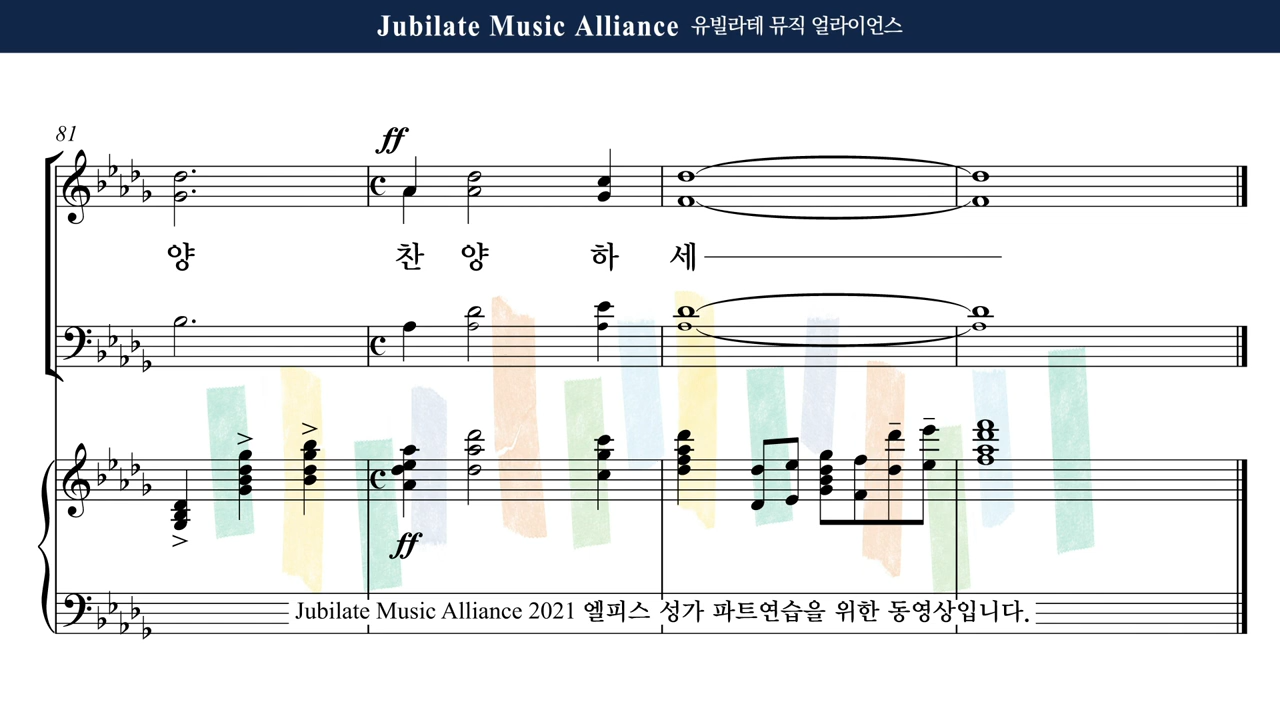 Jubilate Music Alliance 유빌라테 뮤직 얼라이언스
81
ff
양 찬 양 하 세
ff
Jubilate Music Alliance 2021 엘피스 성가 파트연습을 위한 동영상입니다.